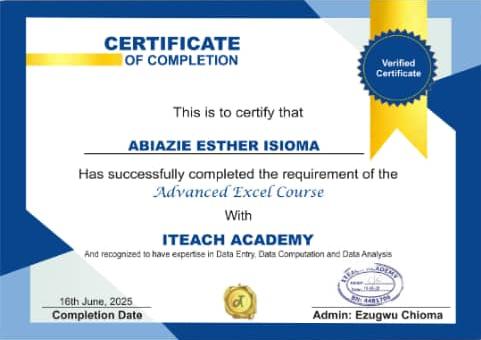 CERTIFICATE
OF COMPLETION
Verified
Certificate
This is to certify that
ABIAZIE ESTHER ISIOMA
Has successfully completed the requirement of the
Advanced Excel Course
With
ITEACH ACADEMY
And recognized to have expertise in Data Entry, Data Computation and Data Analysis
16th June, 2025
Completion Date
BN: 4481706
Admin: Ezugwu Chioma